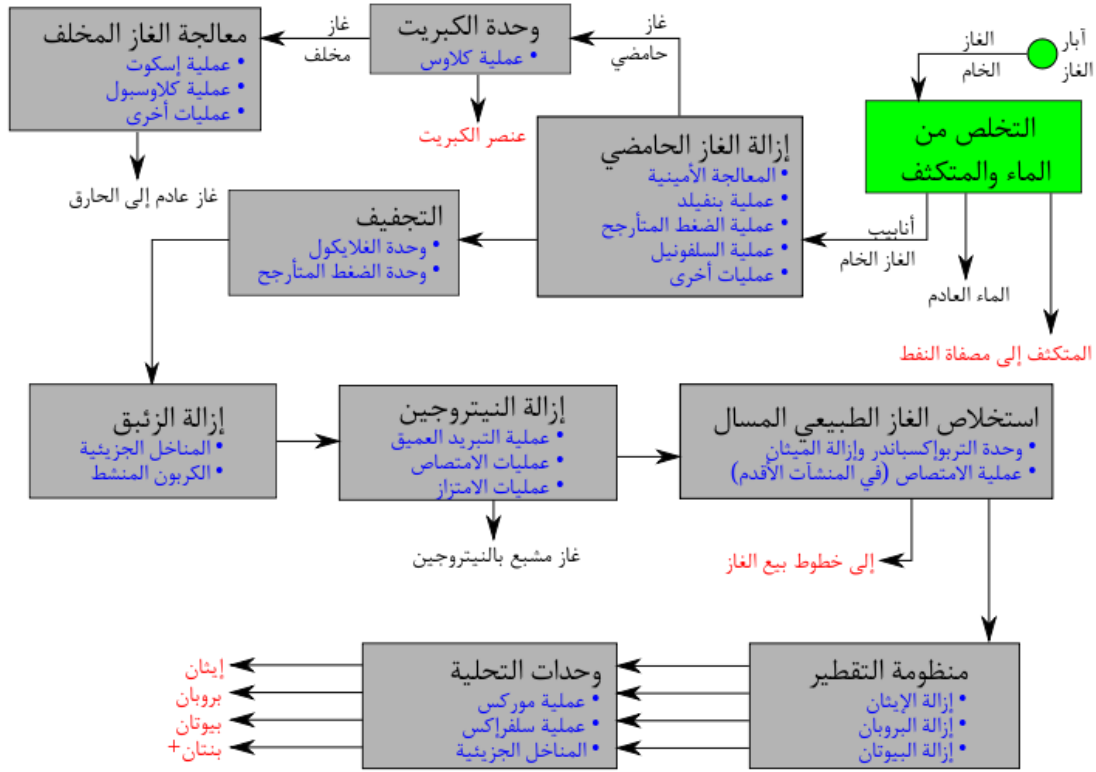 آبار
الغاز
الغاز
الخام
التخلص من
الماء والمتكثف
أنابيب
الغاز الخام
الماء العادم
المتكثف إلى مصفاة النفط
إزالة الغاز الحامضي
• المعالجة الأمينية
• عملية بنفيلد
• عملية الضغط المتأرجح
• عملية السلفونيل
• عمليات أخرى
غاز
حامضي
وحدة الكبريت
• عملية كلاوس
عنصر الكبريت
غاز
مخلف
معالجة الغاز المخلف
• عملية إسكوت
• عملية كلاوسبول
• عمليات أخرى
غاز عادم إلى الحارق
التجفيف
• وحدة الغلايكول
• وحدة الضغط المتأرجح
إزالة الزئبق
• المناخل الجزيئية
• الكربون المنشط
إزالة النيتروجين
• عملية التبريد العميق
• عمليات الامتصاص
• عمليات الامتزاز
غاز مشبع بالنيتروجين
استخلاص الغاز الطبيعي المسال
• وحدة التربوإكسباندر وإزالة الميثان
• عملية الامتصاص (في المنشآت الأقدم)
إلى خطوط بيع الغاز
منظومة التقطير
• إزالة الإيثان
• إزالة البروبان
• إزالة البيوتان
وحدات التحلية
• عملية موركس
• عملية سلفراكس
• المناخل الجزيئية
إيثان
بروبان
بيوتان
بنتان+